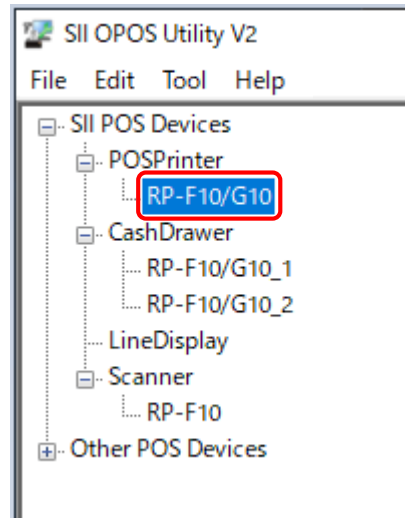 SII OPOS Utility V2
File Edit Tool Help
SII POS Devices
POSPrinter
RP-F10/G10
CashDrawer
RP-F10/G10_1
RP-F10/G10_2
LineDisplay
Scanner
RP-F10
Other POS Devices